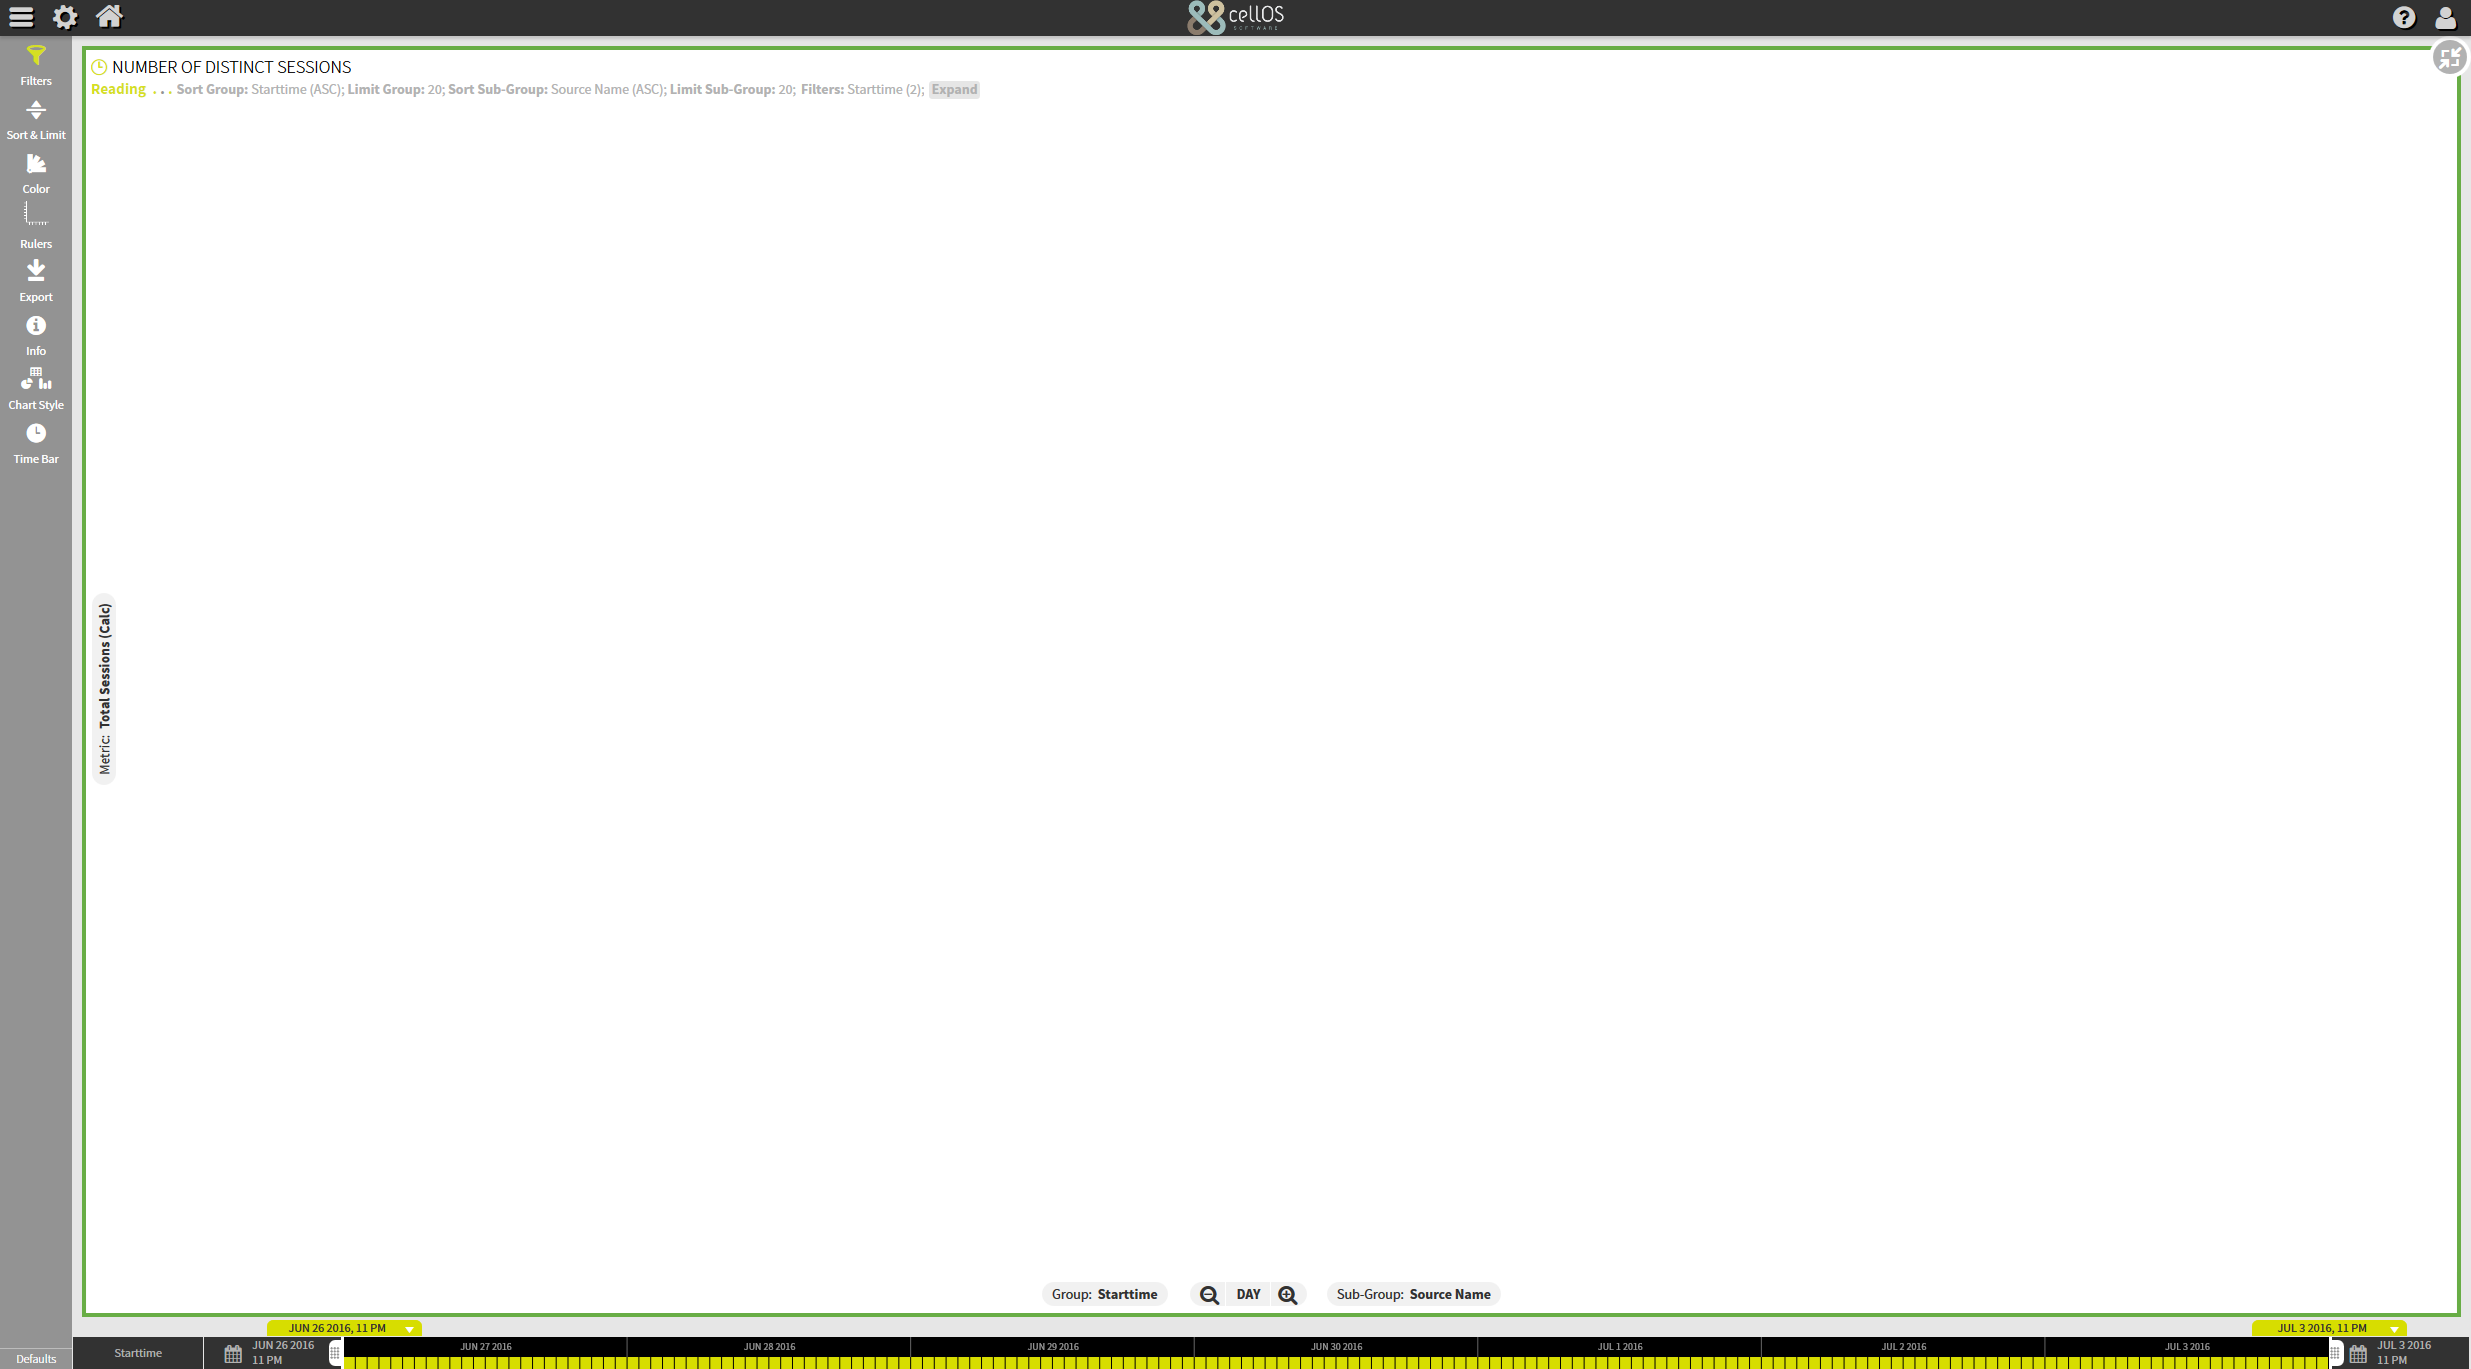 cellOS
SOFTWARE
Filters
Sort & Limit
Color
Rulers
Export
Info
Chart Style
Time Bar
Defaults
NUMBER OF DISTINCT SESSIONS
Reading . . . Sort Group: Starttime (ASC); Limit Group: 20; Sort Sub-Group: Source Name (ASC); Limit Sub-Group: 20; Filters: Starttime (2); Expand
Metric: Total Sessions (Calc)
Group: Starttime DAY Sub-Group: Source Name
JUN 26 2016, 11 PM JUL 3 2016, 11 PM
Starttime
JUN 26 2016
11 PM
JUN 27 2016 JUN 28 2016 JUN 29 2016 JUN 30 2016 JUL 1 2016 JUL 2 2016 JUL 3 2016
JUL 3 2016
11 PM